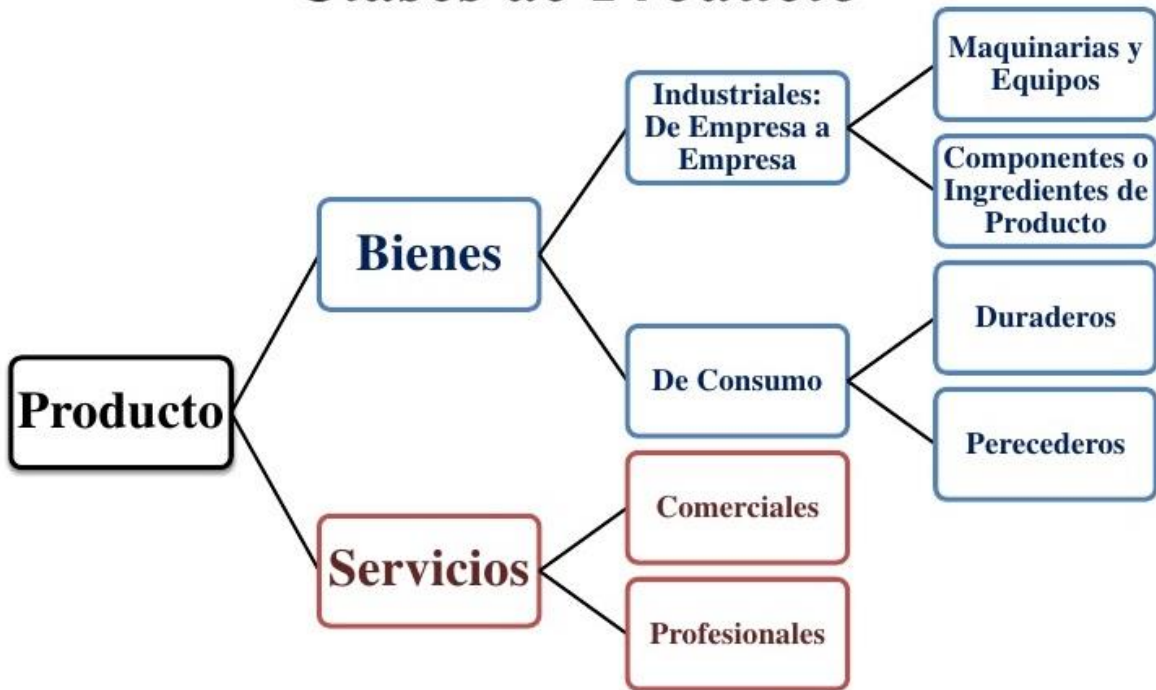 Industriales:
De Empresa a
Empresa
Maquinarias y
Equipos
Componentes o
Ingredientes de
Producto
Bienes
De Consumo
Duraderos
Perecederos
Producto
Servicios
Comerciales
Profesionales